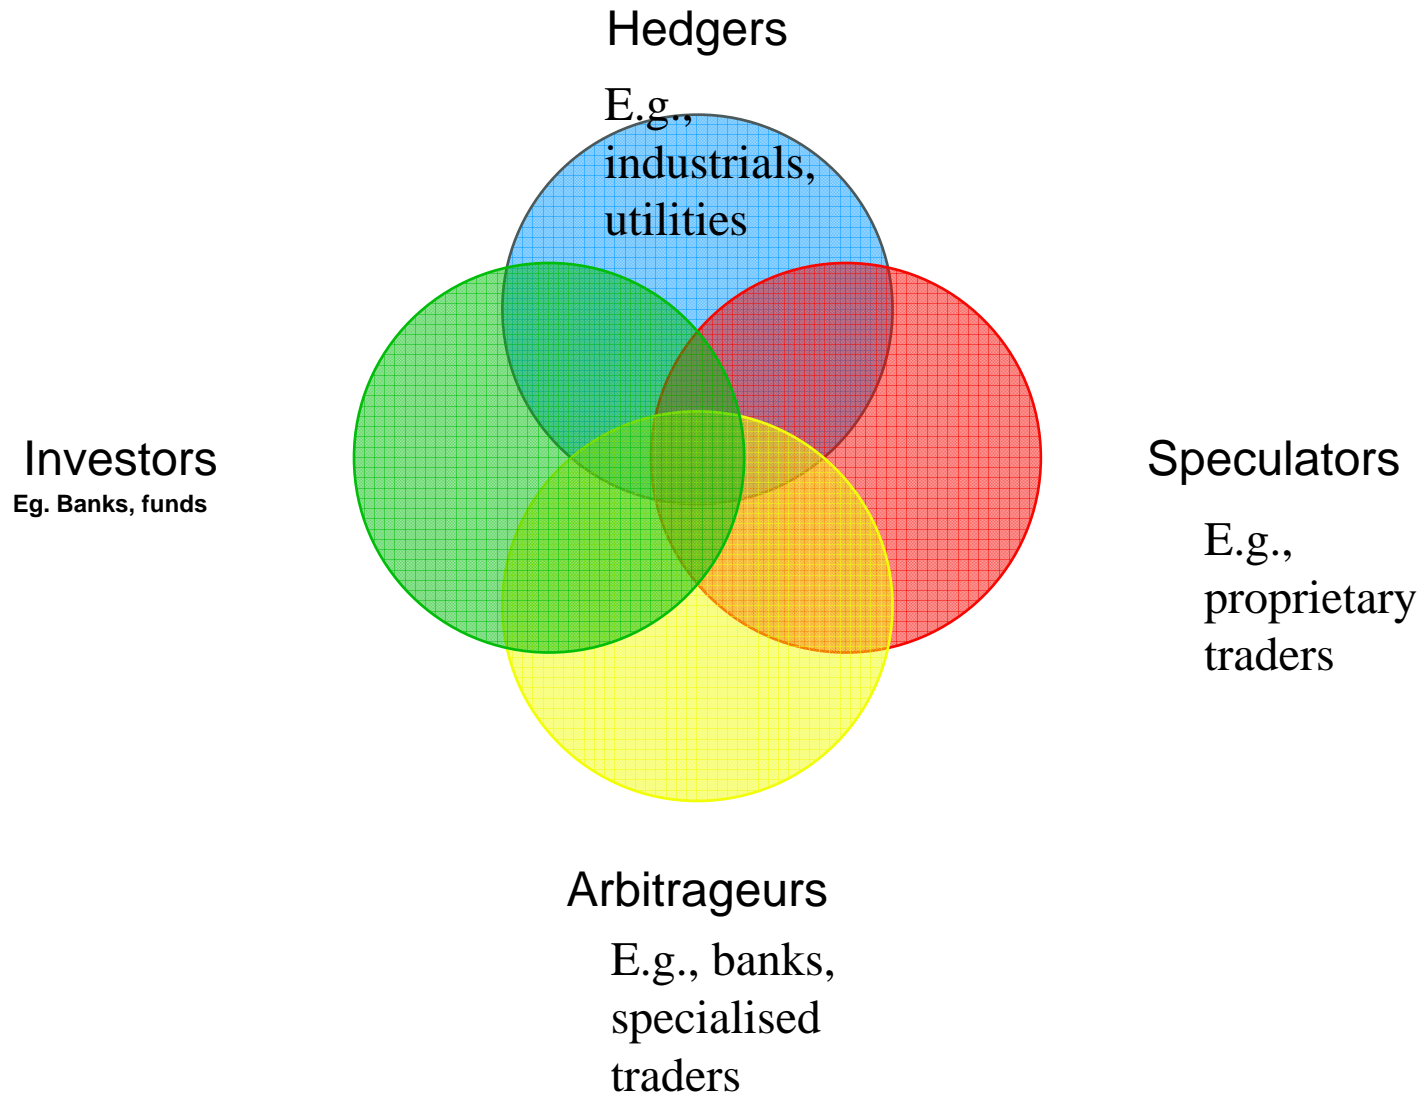 Hedgers
E.g.,
industrials,
utilities
Investors
Eg. Banks, funds
Speculators
E.g.,
proprietary
traders
Arbitrageurs
E.g., banks,
specialised
traders